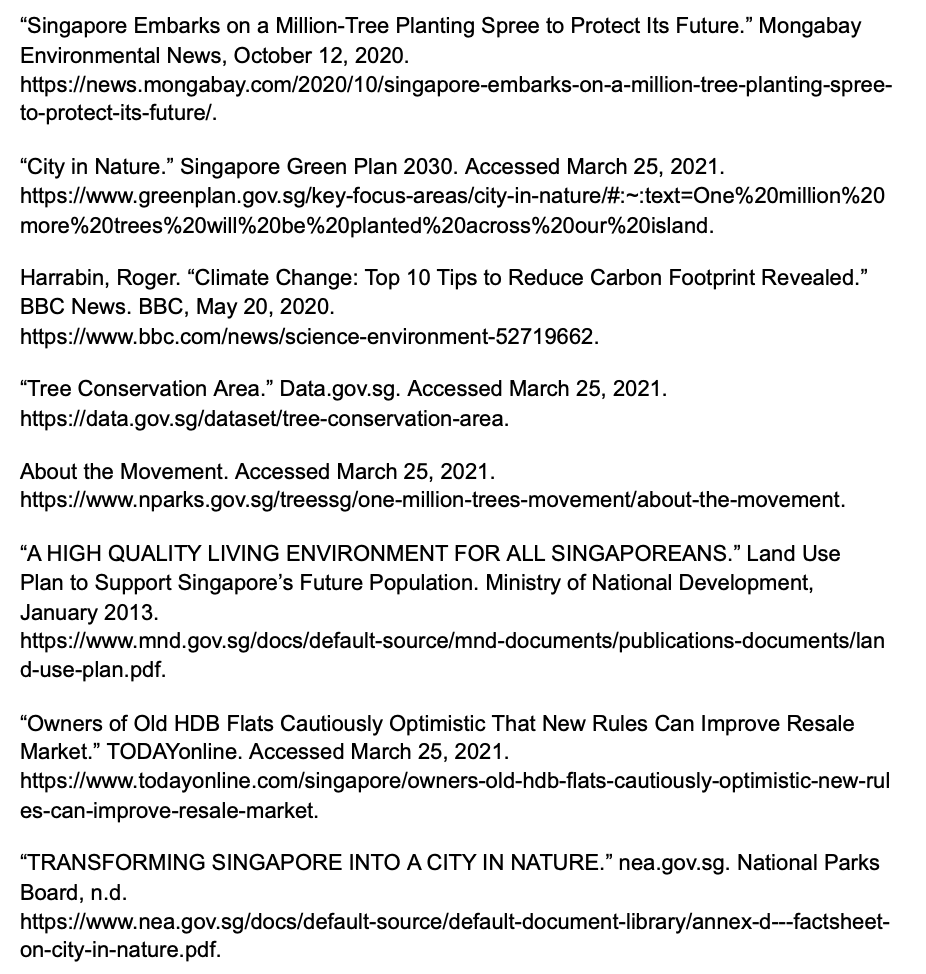 “Singapore Embarks on a Million-Tree Planting Spree to Protect Its Future.” Mongabay
Environmental News, October 12, 2020.
https://news.mongabay.com/2020/10/singapore-embarks-on-a-million-tree-planting-spree-
to-protect-its-future/.
“City in Nature.” Singapore Green Plan 2030. Accessed March 25, 2021.
https://www.greenplan.gov.sg/key-focus-areas/city-in-nature/#:~:text=One%20million%20
more%20trees%20will%20be%20planted%20across%20our%20island.
Harrabin, Roger. “Climate Change: Top 10 Tips to Reduce Carbon Footprint Revealed.”
BBC News. BBC, May 20, 2020.
https://www.bbc.com/news/science-environment-52719662.
“Tree Conservation Area.” Data.gov.sg. Accessed March 25, 2021.
https://data.gov.sg/dataset/tree-conservation-area.
About the Movement. Accessed March 25, 2021.
https://www.nparks.gov.sg/treessg/one-million-trees-movement/about-the-movement.
“A HIGH QUALITY LIVING ENVIRONMENT FOR ALL SINGAPOREANS.” Land Use
Plan to Support Singapore’s Future Population. Ministry of National Development,
January 2013.
https://www.mnd.gov.sg/docs/default-source/mnd-documents/publications-documents/lan
d-use-plan.pdf.
“Owners of Old HDB Flats Cautiously Optimistic That New Rules Can Improve Resale
Market.” TODAYonline. Accessed March 25, 2021.
https://www.todayonline.com/singapore/owners-old-hdb-flats-cautiously-optimistic-new-rul
es-can-improve-resale-market.
“TRANSFORMING SINGAPORE INTO A CITY IN NATURE.” nea.gov.sg. National Parks
Board, n.d.
https://www.nea.gov.sg/docs/default-source/default-document-library/annex-d---factsheet-
on-city-in-nature.pdf.